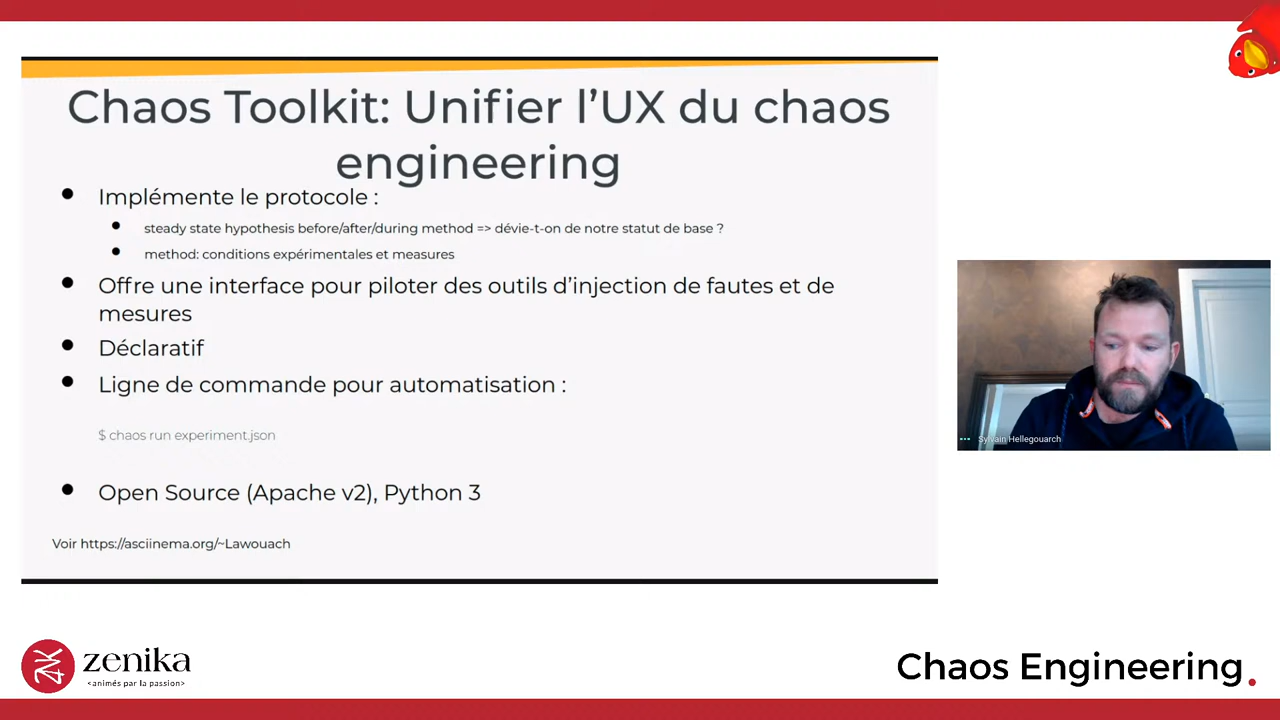 Chaos Toolkit: Unifier l’UX du chaos
engineering
Implémente le protocole :
steady state hypothesis before/after/during method => dévie-t-on de notre statut de base ?
method: conditions expérimentales et mesures
Offre une interface pour piloter des outils d’injection de fautes et de
mesures
Déclaratif
Ligne de commande pour automatisation :
$ chaos run experiment.json
Open Source (Apache v2), Python 3
Voir https://asciinema.org/~Lawouach
Sylvain Hellegouarch
zenika
<animés par la passion>
Chaos Engineering.